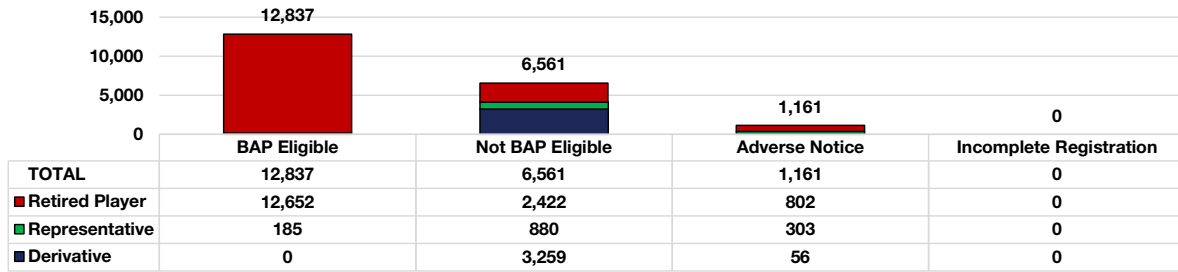 15,000
10,000
5,000
0
12,837
6,561
1,161
0
BAP Eligible Not BAP Eligible Adverse Notice Incomplete Registration
TOTAL 12,837 6,561 1,161 0
Retired Player 12,652 2,422 802 0
Representative 185 880 303 0
Derivative 0 3,259 56 0